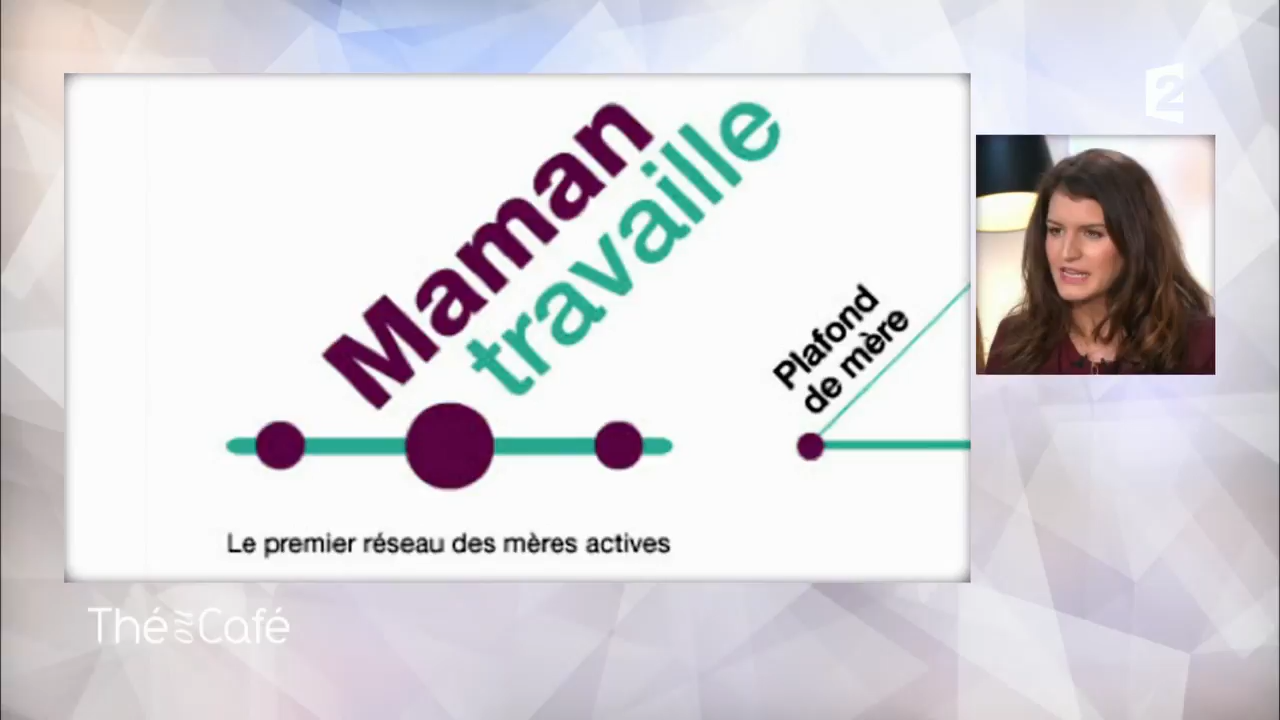 2
Maman
travaille
Plafond
de mère
Le premier réseau des mères actives
Thé ou Café